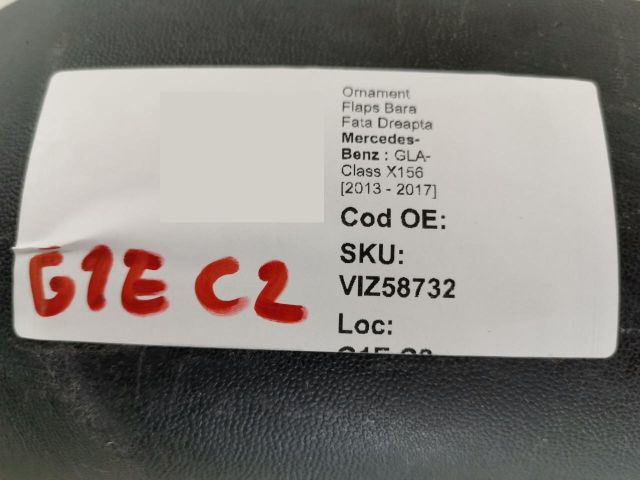 Ornament
Flaps Bara
Fata Dreapta
Mercedes-
Benz : GLA-
Class X156
[2013 - 2017]
Cod OE:
SKU:
VIZ58732
Loc:
G1E C2